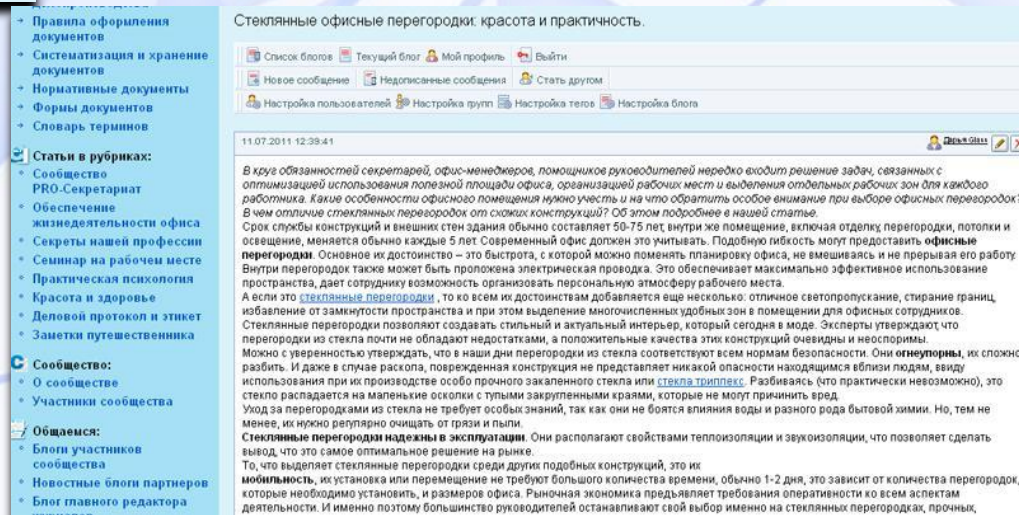 Правила оформления
документов
Систематизация и хранение
документов
Нормативные документы
Формы документов
Словарь терминов
Статьи в рубриках:
Сообщество
PRO-Секретариат
Обеспечение
жизнедеятельности офиса
Секреты нашей профессии
Семинар на рабочем месте
Практическая психология
Красота и здоровье
Деловой протокол и этикет
Заметки путешественника
Сообщество:
О сообществе
Участники сообщества
Общаемся:
Блоги участников
сообщества
Новостные блоги партнеров
Блог главного редактора
Стеклянные офисные перегородки: красота и практичность.
Список блогов Текущий блог Мой профиль Выйти
Новое сообщение Недописанные сообщения Стать другом
Настройка пользователей Настройка групп Настройка тегов Настройка блога
11.07.2011 12:39:41 Дарья Glass
В круг обязанностей секретарей, офис-менеджеров, помощников руководителей нередко входит решение задач, связанных с
оптимизацией использования полезной площади офиса, организацией рабочих мест и выделения отдельных рабочих зон для каждого
работника. Какие особенности офисного помещения нужно учесть и на что обратить особое внимание при выборе офисных перегородок?
В чем отличие стеклянных перегородок от схожих конструкций? Об этом подробнее в нашей статье.
Срок службы конструкций и внешних стен здания обычно составляет 50-75 лет, внутри же помещение, включая отделку, перегородки, потолки и
освещение, меняется обычно каждые 5 лет. Современный офис должен это учитывать. Подобную гибкость могут предоставить офисные
перегородки. Основное их достоинство – это быстрота, с которой можно поменять планировку офиса, не вмешиваясь и не прерывая его работу.
Внутри перегородок также может быть проложена электрическая проводка. Это обеспечивает максимально эффективное использование
пространства, дает сотруднику возможность организовать персональную атмосферу рабочего места.
А если это стеклянные перегородки , то ко всем их достоинствам добавляется еще несколько: отличное светопропускание, стирание границ,
избавление от замкнутости пространства и при этом выделение многочисленных удобных зон в помещении для офисных сотрудников.
Стеклянные перегородки позволяют создавать стильный и актуальный интерьер, который сегодня в моде. Эксперты утверждают, что
перегородки из стекла почти не обладают недостатками, а положительные качества этих конструкций очевидны и неоспоримы.
Можно с уверенностью утверждать, что в наши дни перегородки из стекла соответствуют всем нормам безопасности. Они огнеупорны, их сложно
разбить. И даже в случае раскола, поврежденная конструкция не представляет никакой опасности находящимся вблизи людям, ввиду
использования при их производстве особо прочного закаленного стекла или стекла триплекс. Разбиваясь (что практически невозможно), это
стекло распадается на маленькие осколки с тупыми закругленными краями, которые не могут причинить вред.
Уход за перегородками из стекла не требует особых знаний, так как они не боятся влияния воды и разного рода бытовой химии. Но, тем не
менее, их нужно регулярно очищать от грязи и пыли.
Стеклянные перегородки надежны в эксплуатации. Они располагают свойствами теплоизоляции и звукоизоляции, что позволяет сделать
вывод, что это самое оптимальное решение на рынке.
То, что выделяет стеклянные перегородки среди других подобных конструкций, это их
мобильность, их установка или перемещение не требуют большого количества времени, обычно 1-2 дня, это зависит от количества перегородок,
которые необходимо установить, и размеров офиса. Рыночная экономика предъявляет требования оперативности ко всем аспектам
деятельности. И именно поэтому большинство руководителей останавливают свой выбор именно на стеклянных перегородках, прочных,